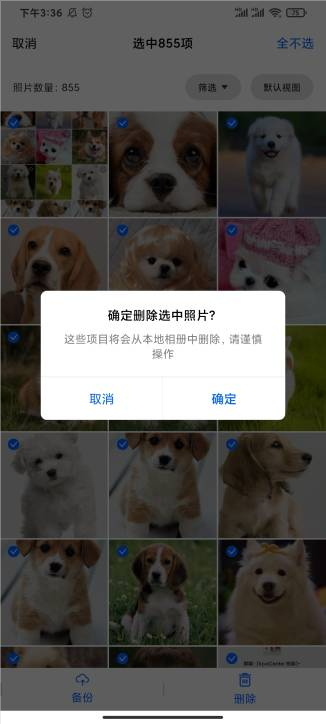 下午3:36
75
取消
选中855项
全不选
照片数量: 855
筛选
默认视图
确定删除选中照片?
这些项目将会从本地相册中删除, 请谨慎
操作
取消
确定
备份
删除